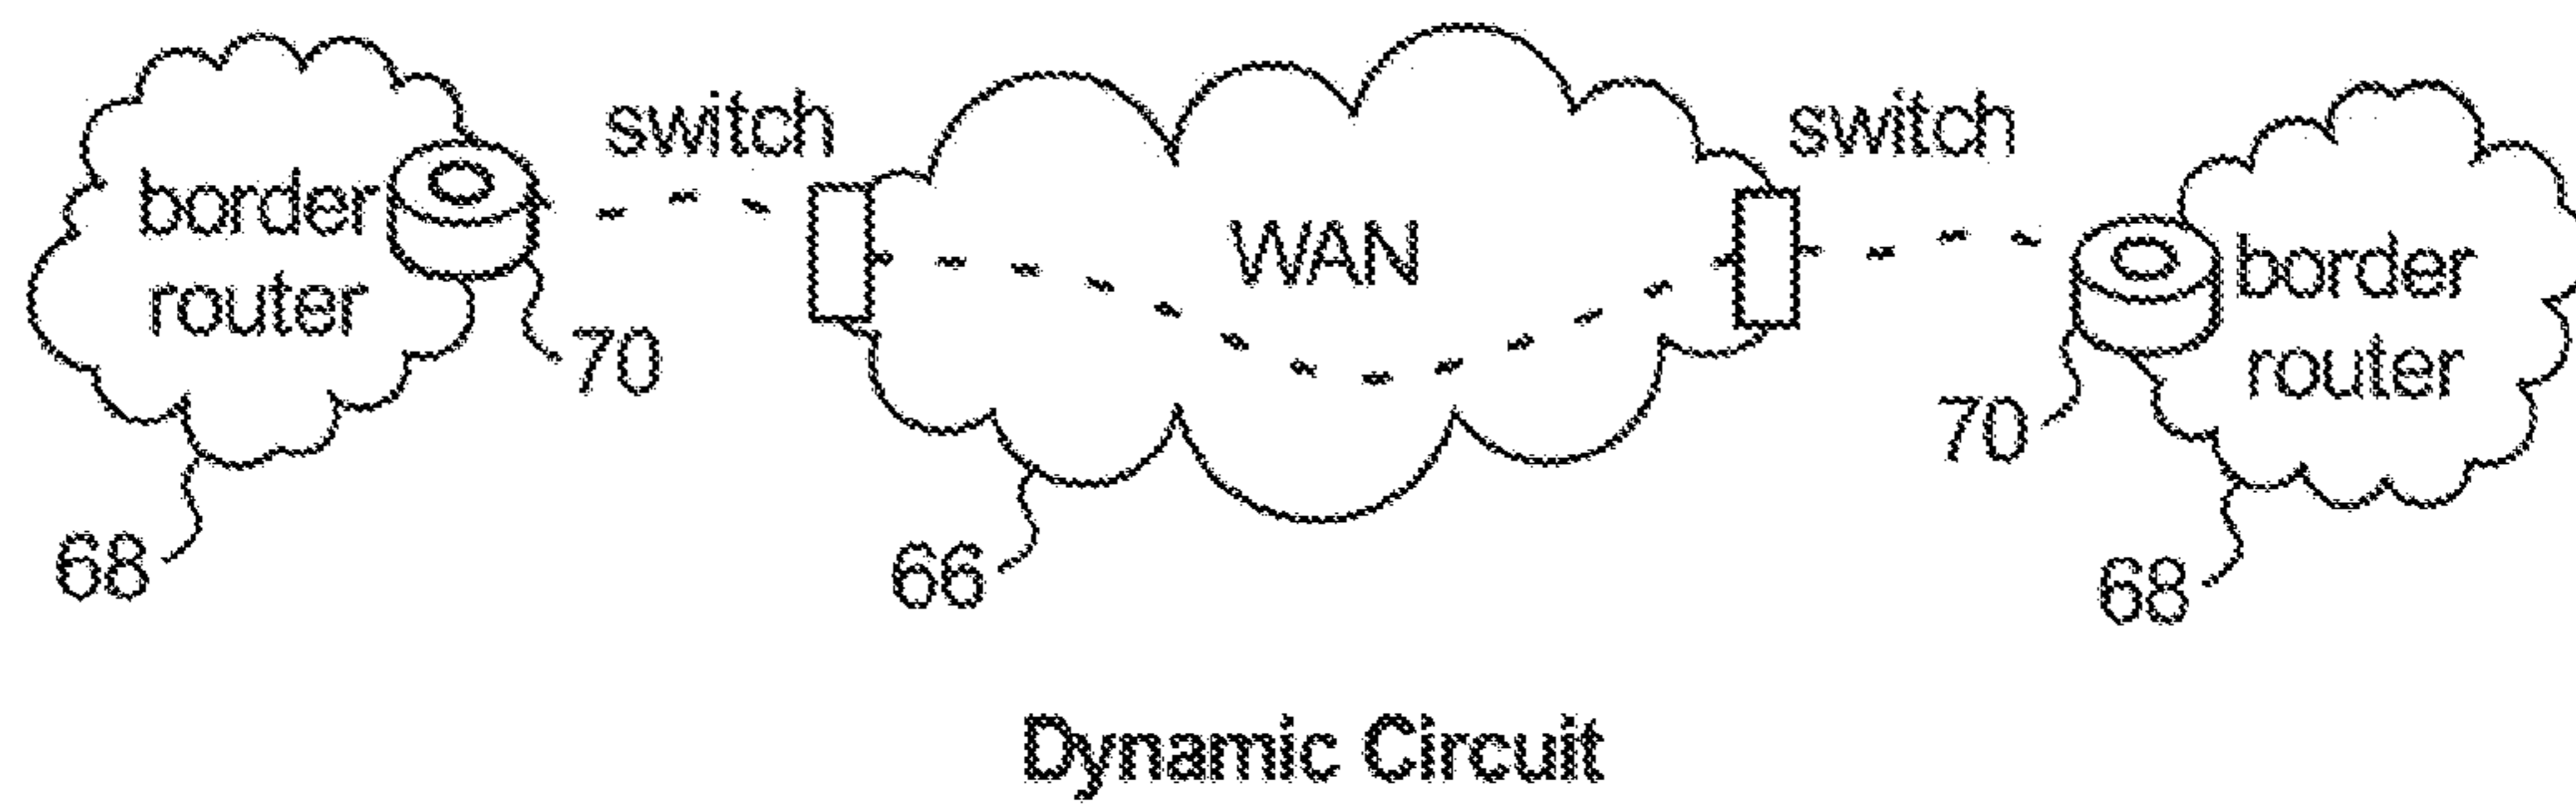 switch
switch
border
router
WAN
border
router
70
70
68
66
68
Dynamic Circuit